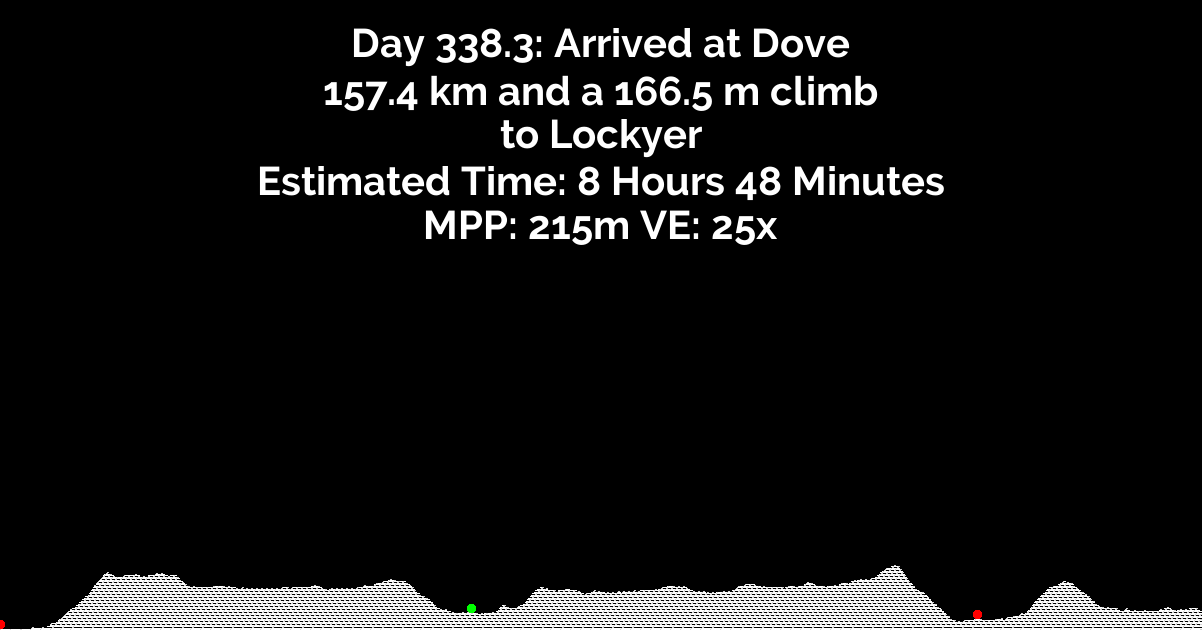 Day 338.3: Arrived at Dove
157.4 km and a 166.5 m climb
to Lockyer
Estimated Time: 8 Hours 48 Minutes
MPP: 215m VE: 25x